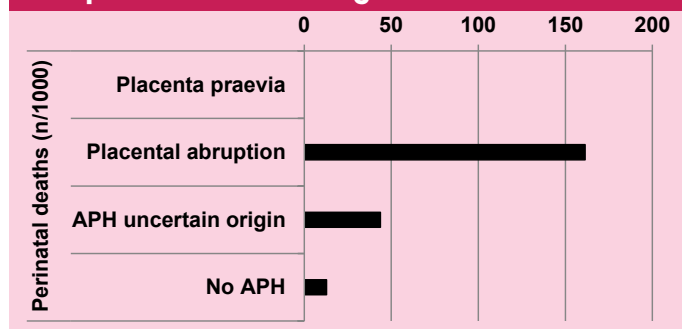 0 50 100 150 200
Perinatal deaths (n/1000)
Placenta praevia
Placental abruption
APH uncertain origin
No APH